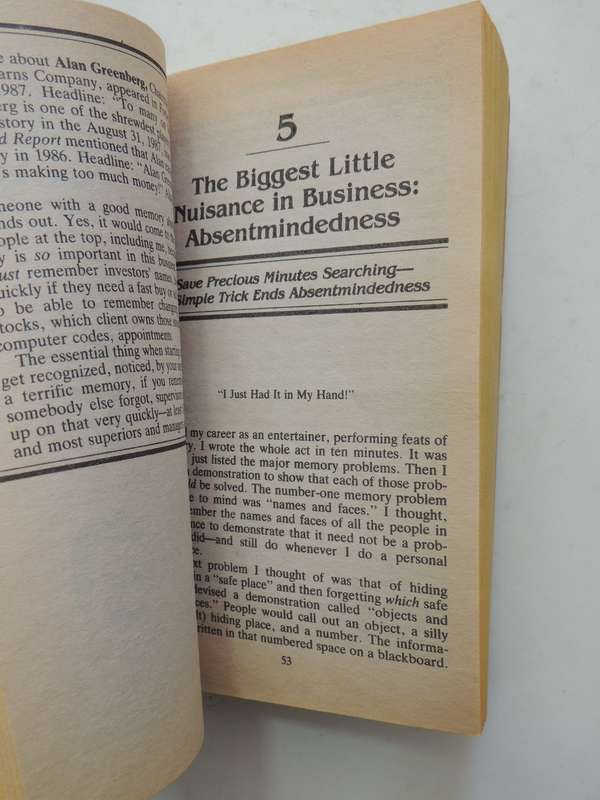 e about Alan Greenberg,
arns Company, appeared in
1987. Headline: "To many
erg is one of the shrewdest
story in the August 31, 1987
d Report mentioned that Alan
y in 1986. Headline: "Alan
's making too much money!"
meone with a good memory
nds out. Yes, it would come
ople at the top, including me,
y is so important in this
ust remember investors' names,
quickly if they need a fast buy or
o be able to remember
tocks, which client owns those
computer codes, appointments.
The essential thing when starting
get recognized, noticed, by your
a terrific memory, if you
somebody else forgot,
up on that very quickly—at least
and most superiors and
5
The Biggest Little
Nuisance in Business:
Absentmindedness
Save Precious Minutes Searching—
Simple Trick Ends Absentmindedness
"I Just Had It in My Hand!"
my career as an entertainer, performing feats of
ry. I wrote the whole act in ten minutes. It was
just listed the major memory problems. Then I
demonstration to show that each of those prob-
ld be solved. The number-one memory problem
e to mind was "names and faces." I thought,
ember the names and faces of all the people in
nce to demonstrate that it need not be a prob-
did—and still do whenever I do a personal
ce.
xt problem I thought of was that of hiding
in a "safe place" and then forgetting which safe
devised a demonstration called "objects and
ces." People would call out an object, a silly
lt) hiding place, and a number. The informa-
ritten in that numbered space on a blackboard.
53